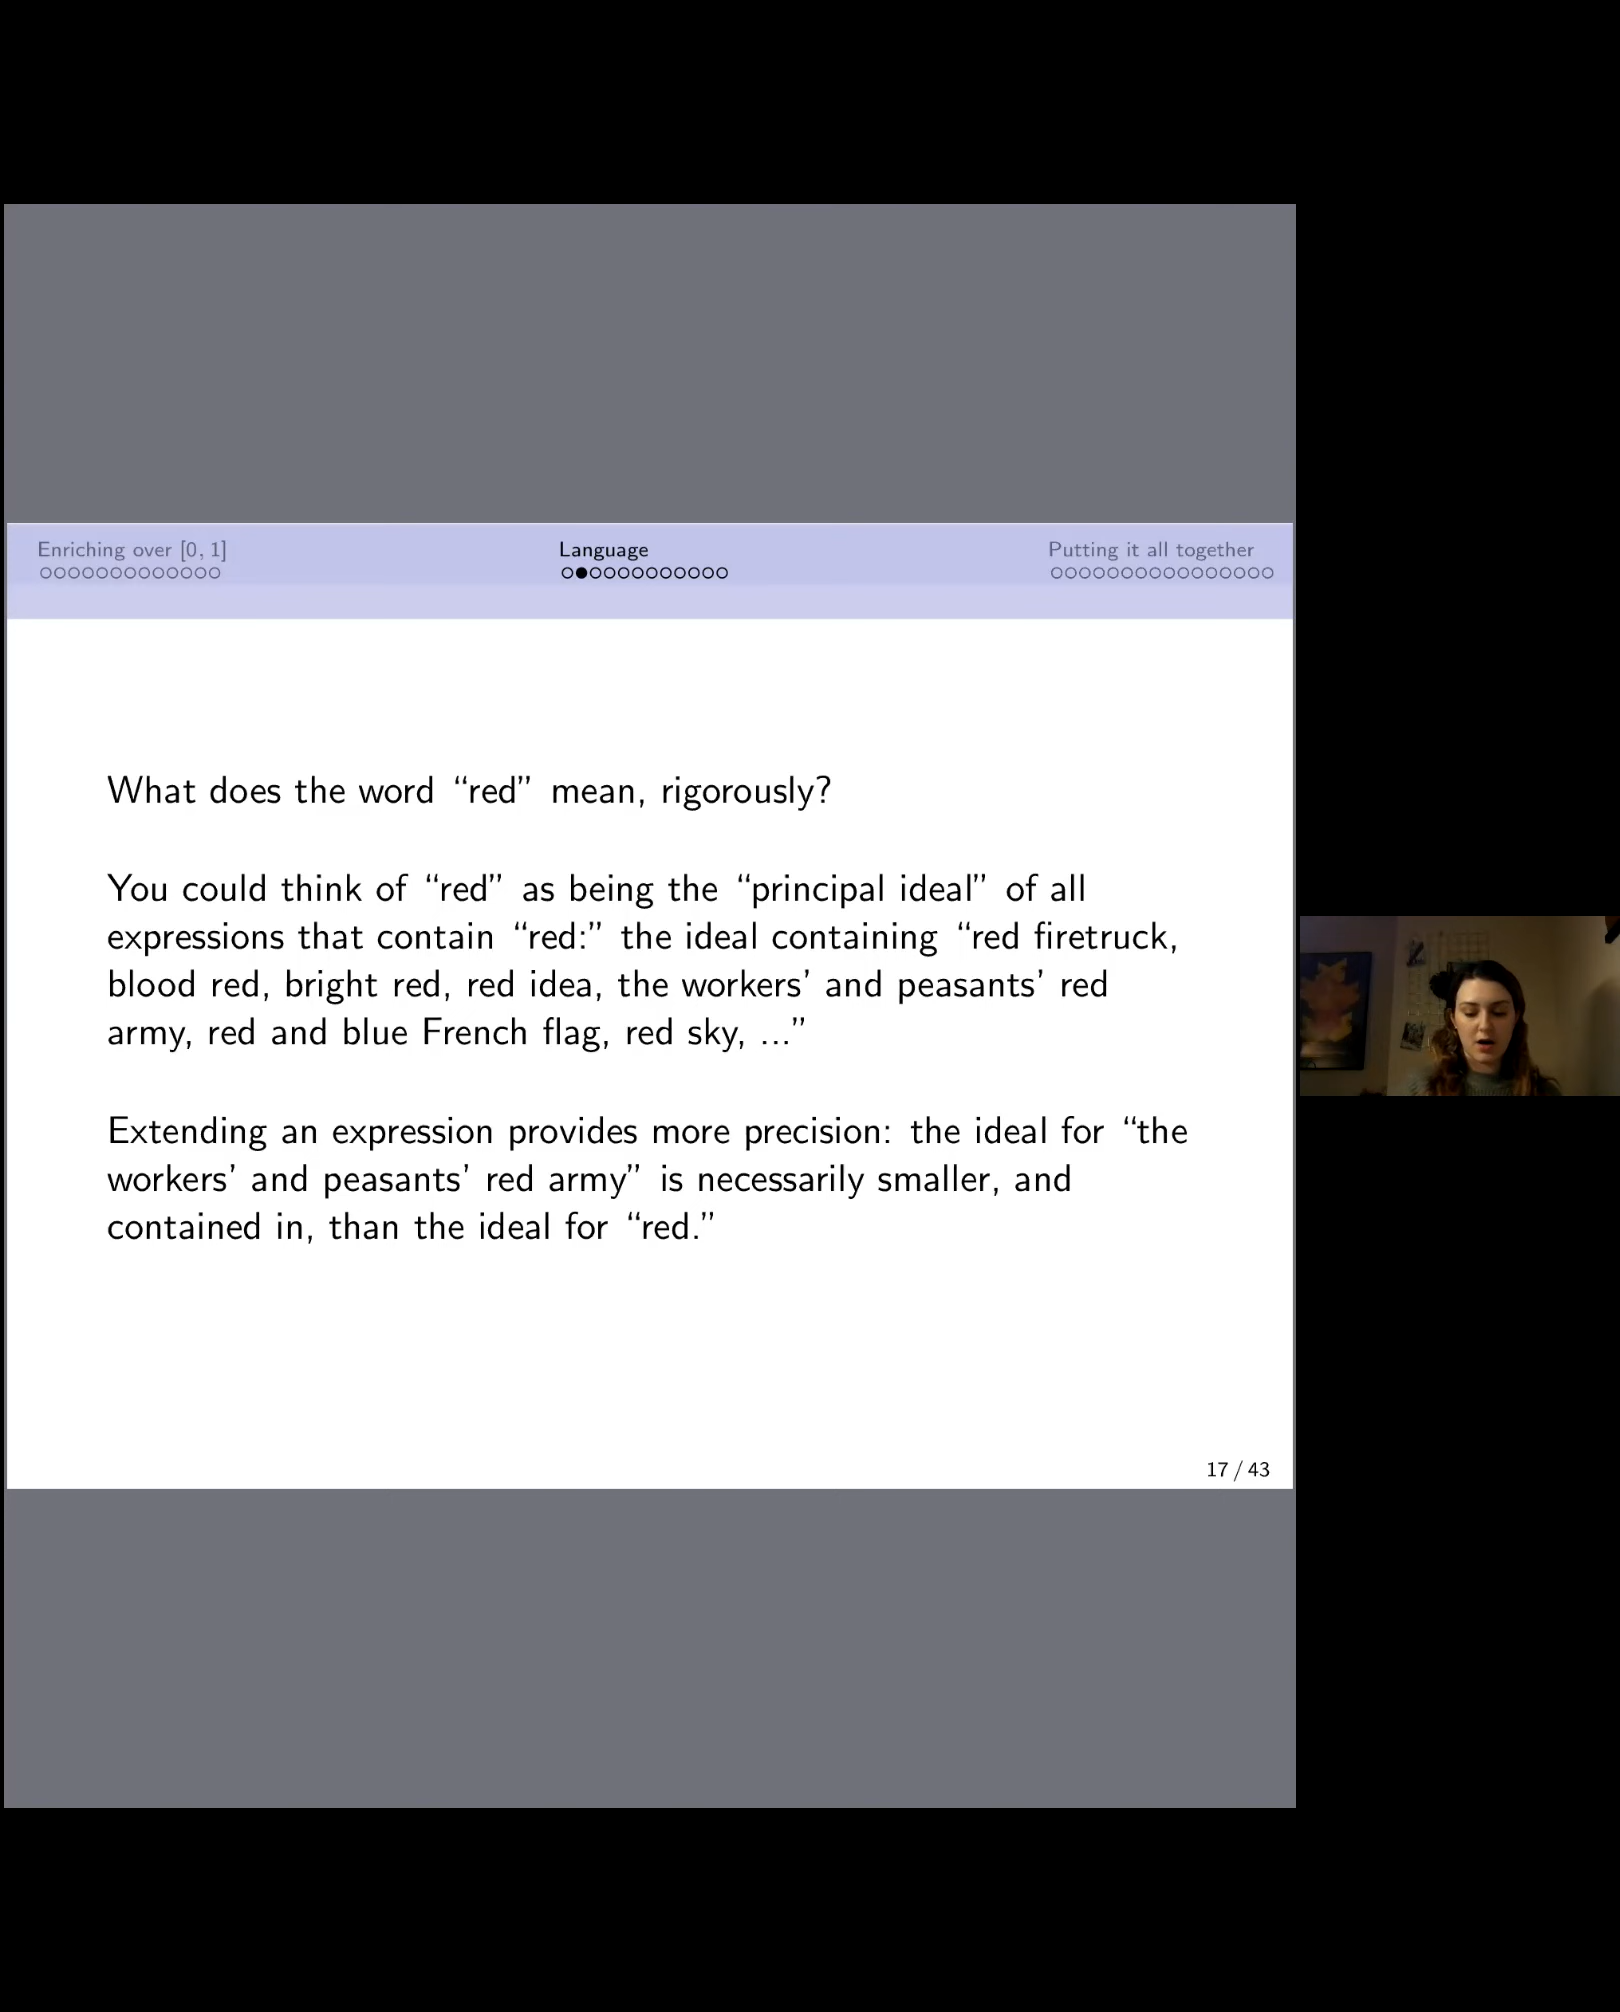 Enriching over [0, 1]
Language
Putting it all together
What does the word “red” mean, rigorously?
You could think of “red” as being the “principal ideal” of all
expressions that contain “red:” the ideal containing “red firetruck,
blood red, bright red, red idea, the workers’ and peasants’ red
army, red and blue French flag, red sky, ...”
Extending an expression provides more precision: the ideal for “the
workers’ and peasants’ red army” is necessarily smaller, and
contained in, than the ideal for “red.”
17 / 43